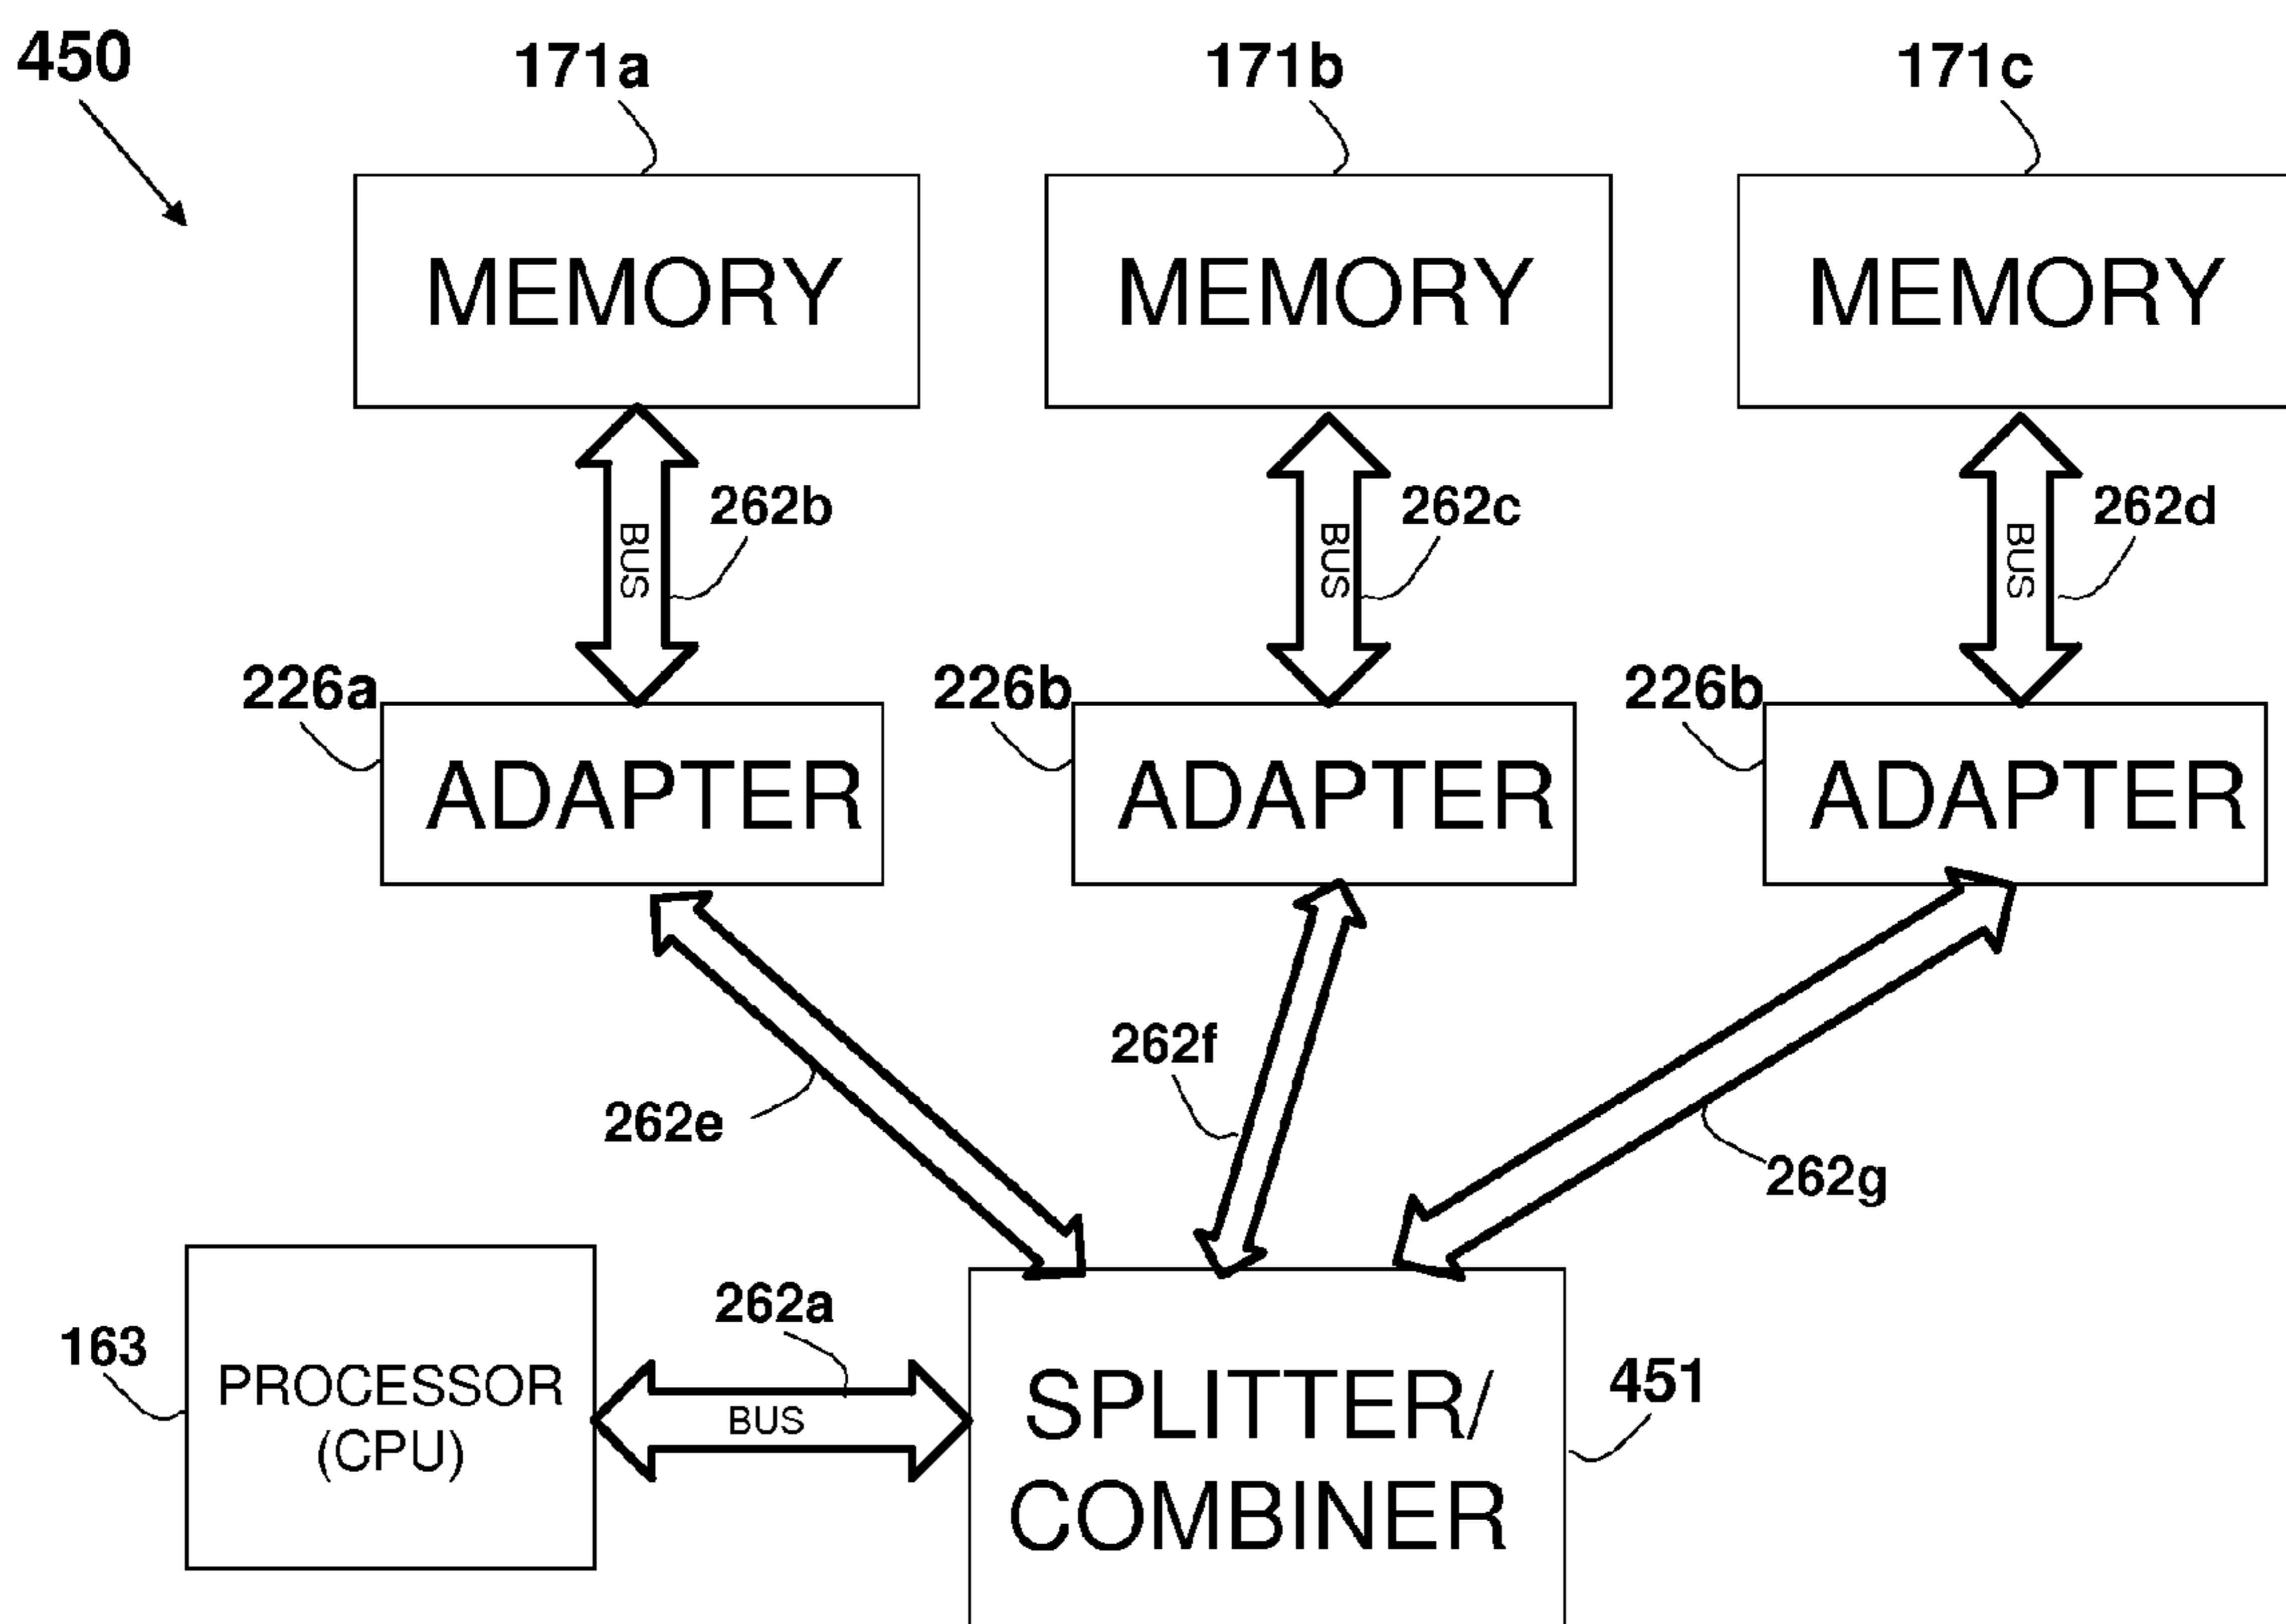 450
171a
171b
171c
MEMORY
MEMORY
MEMORY
262b
262c
262d
BUS
BUS
BUS
226a
226b
226b
ADAPTER
ADAPTER
ADAPTER
262f
262e
262g
262a
163
PROCESSOR
(CPU)
BUS
SPLITTER/
COMBINER
451